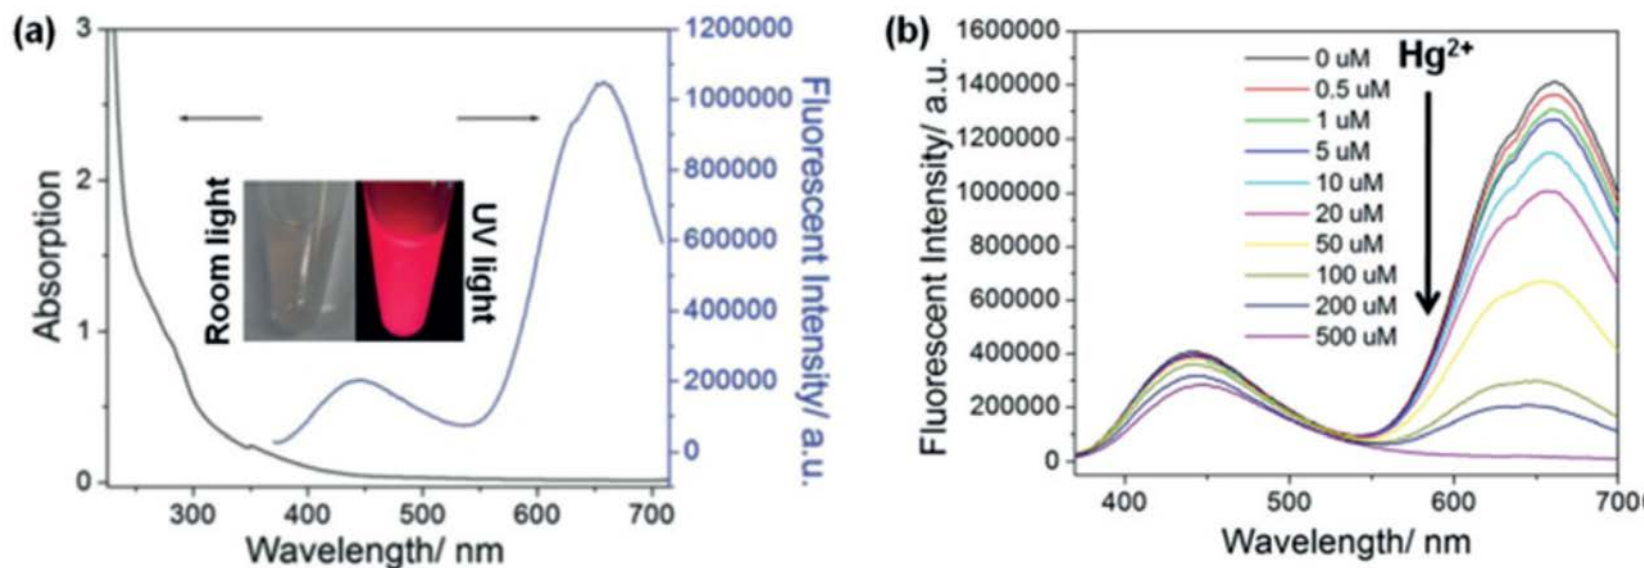 (a)
3
2
1
0
Absorption
300 400 500 600 700
Wavelength/ nm
1200000
1000000
800000
600000
400000
200000
0
Fluorescent Intensity/ a.u.
Room light
UV light
(b)
1600000
1400000
1200000
1000000
800000
600000
400000
200000
0
Fluorescent Intensity/ a.u.
400 500 600 700
Wavelength/ nm
Hg²⁺
0 uM
0.5 uM
1 uM
5 uM
10 uM
20 uM
50 uM
100 uM
200 uM
500 uM